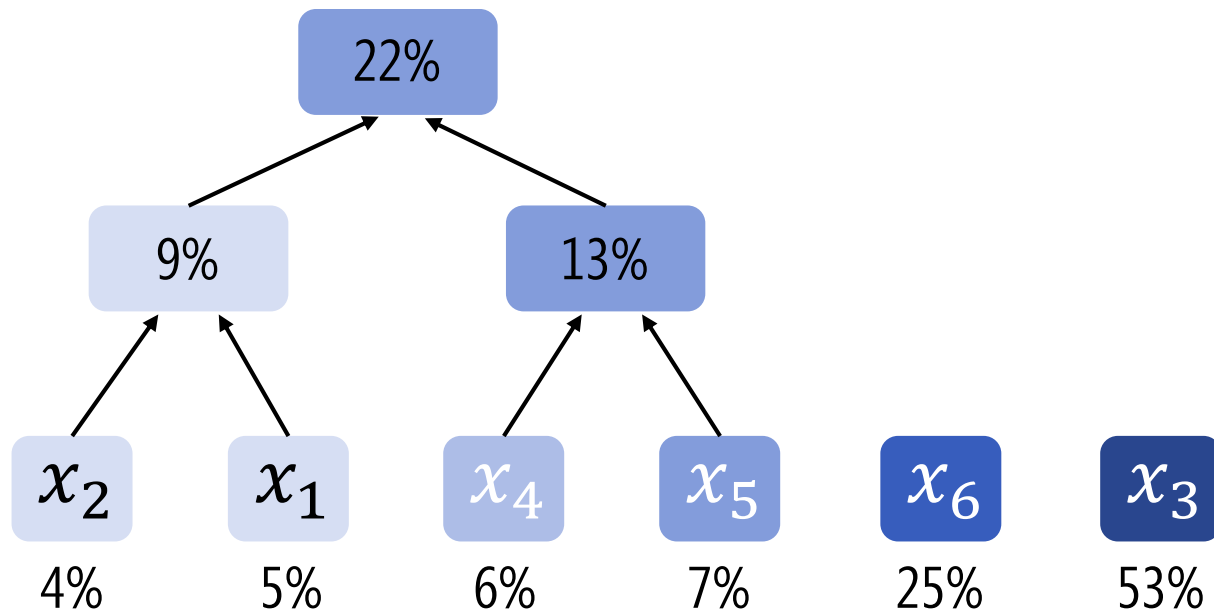 22%
9% 13%
x₂ x₁ x₄ x₅ x₆ x₃
4% 5% 6% 7% 25% 53%